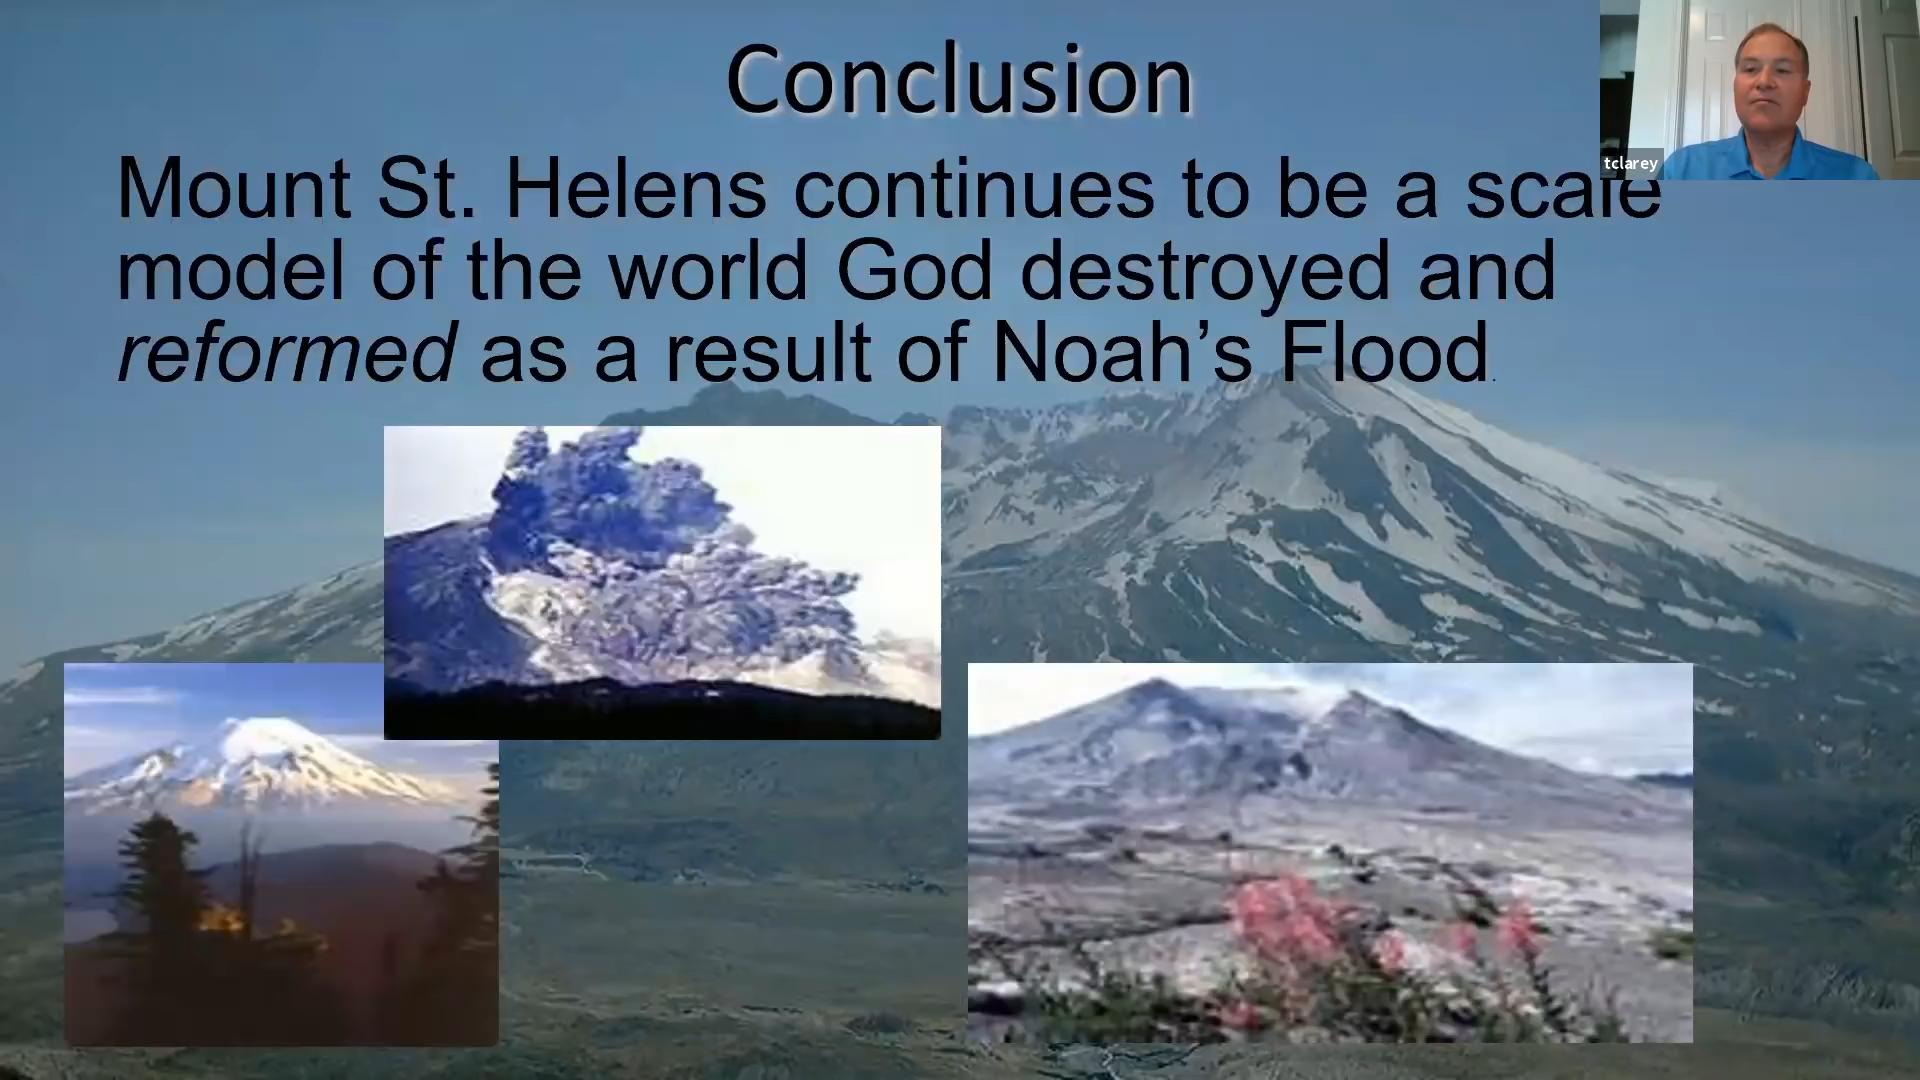 Conclusion
tclarey
Mount St. Helens continues to be a scale
model of the world God destroyed and
reformed as a result of Noah’s Flood.